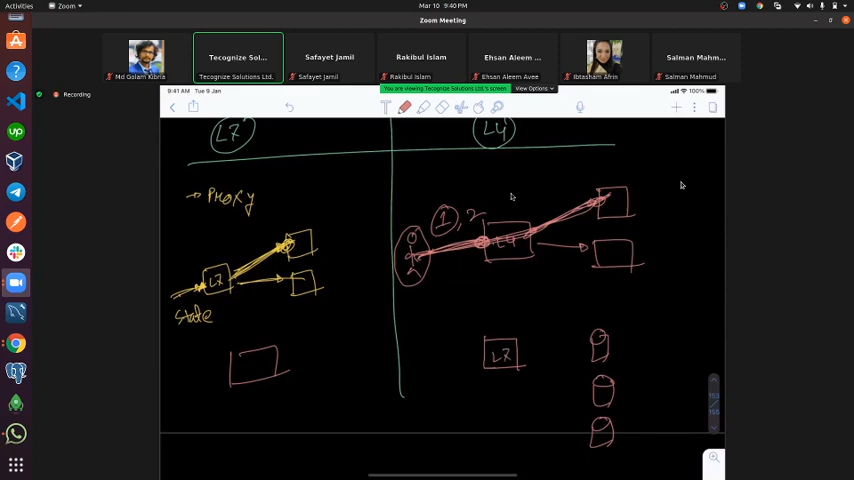 Activities
Zoom
Mar 10 9:40 PM
Zoom Meeting
Tecognize Sol...
Safayet Jamil
Rakibul Islam
Ehsan Aleem ...
Salman Mahm...
Md Golam Kibria
Tecognize Solutions Ltd.
Safayet Jamil
Rakibul Islam
Ehsan Aleem Avee
Ibtasham Afrin
Salman Mahmud
You are viewing Tecognize Solutions Ltd.'s screen
View Options
Recording
9:41 AM Tue 9 Jan
100%
L7
L4
→ Proxy
1, 2
L4
L7
State
L7
153
155